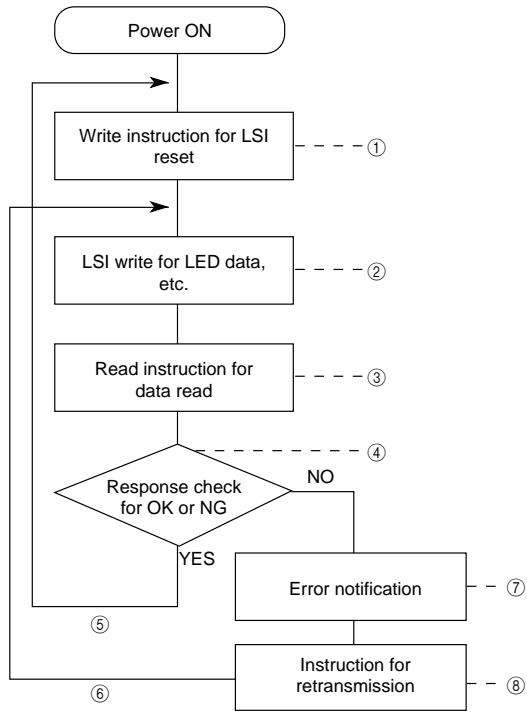 Power ON
Write instruction for LSI
reset
①
LSI write for LED data,
etc.
②
Read instruction for
data read
③
④
Response check
for OK or NG
NO
YES
Error notification
⑦
⑤
Instruction for
retransmission
⑧
⑥